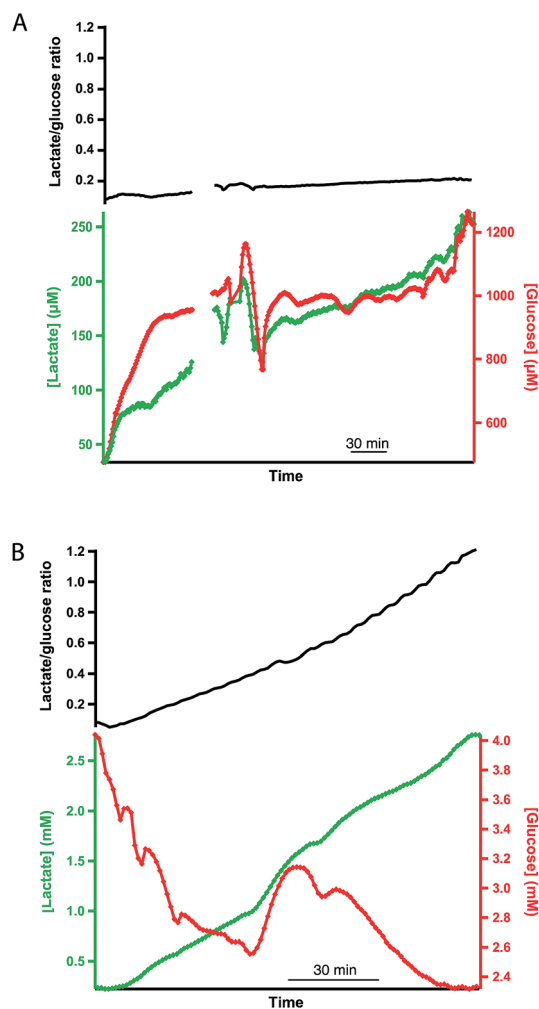 A
Lactate/glucose ratio
1.2
1.0
0.8
0.6
0.4
0.2
[Lactate] (µM)
250
200
150
100
50
1200
1000
800
600
[Glucose] (µM)
30 min
Time
B
Lactate/glucose ratio
1.2
1.0
0.8
0.6
0.4
0.2
[Lactate] (mM)
2.5
2.0
1.5
1.0
0.5
4.0
3.8
3.6
3.4
3.2
3.0
2.8
2.6
2.4
[Glucose] (mM)
30 min
Time